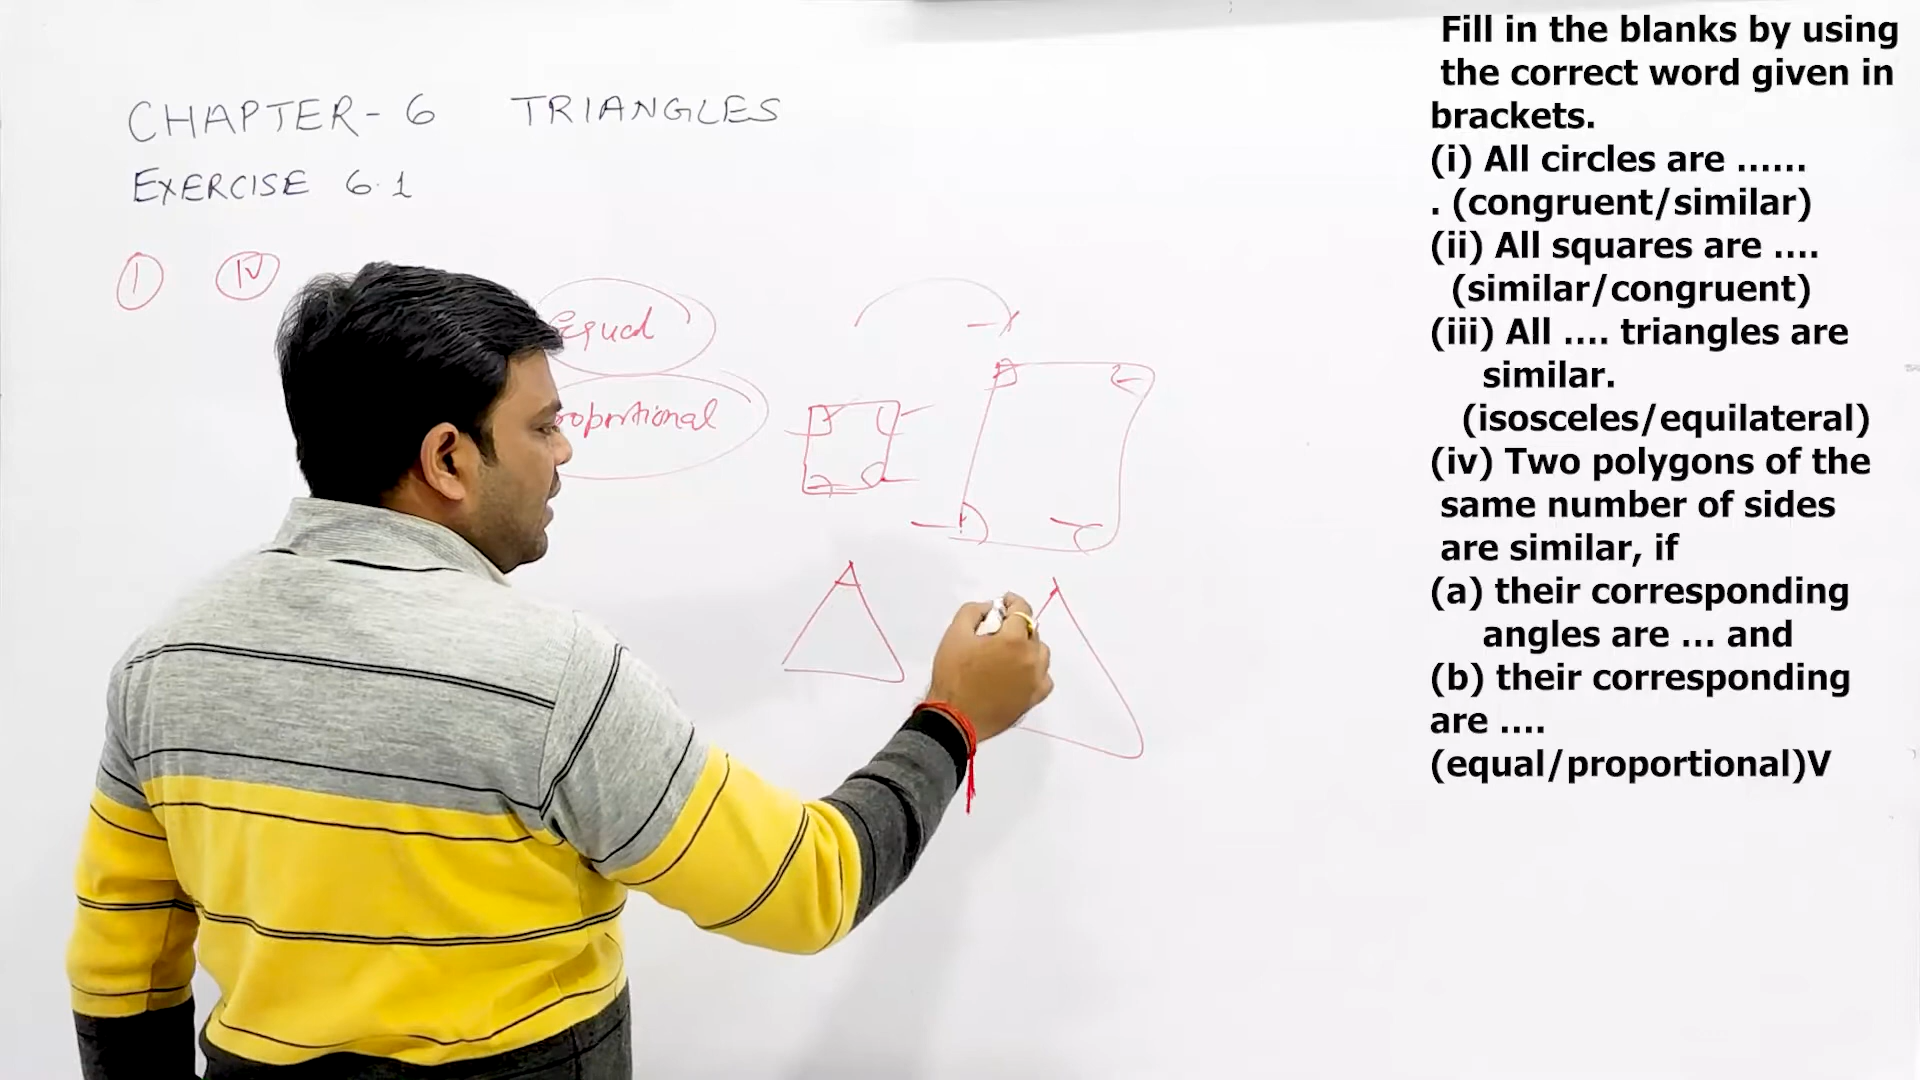 CHAPTER - 6 TRIANGLES
EXERCISE 6.1
I IV
Equal
roportional
Fill in the blanks by using
the correct word given in
brackets.
(i) All circles are ......
. (congruent/similar)
(ii) All squares are ....
(similar/congruent)
(iii) All .... triangles are
similar.
(isosceles/equilateral)
(iv) Two polygons of the
same number of sides
are similar, if
(a) their corresponding
angles are ... and
(b) their corresponding
are ....
(equal/proportional)V